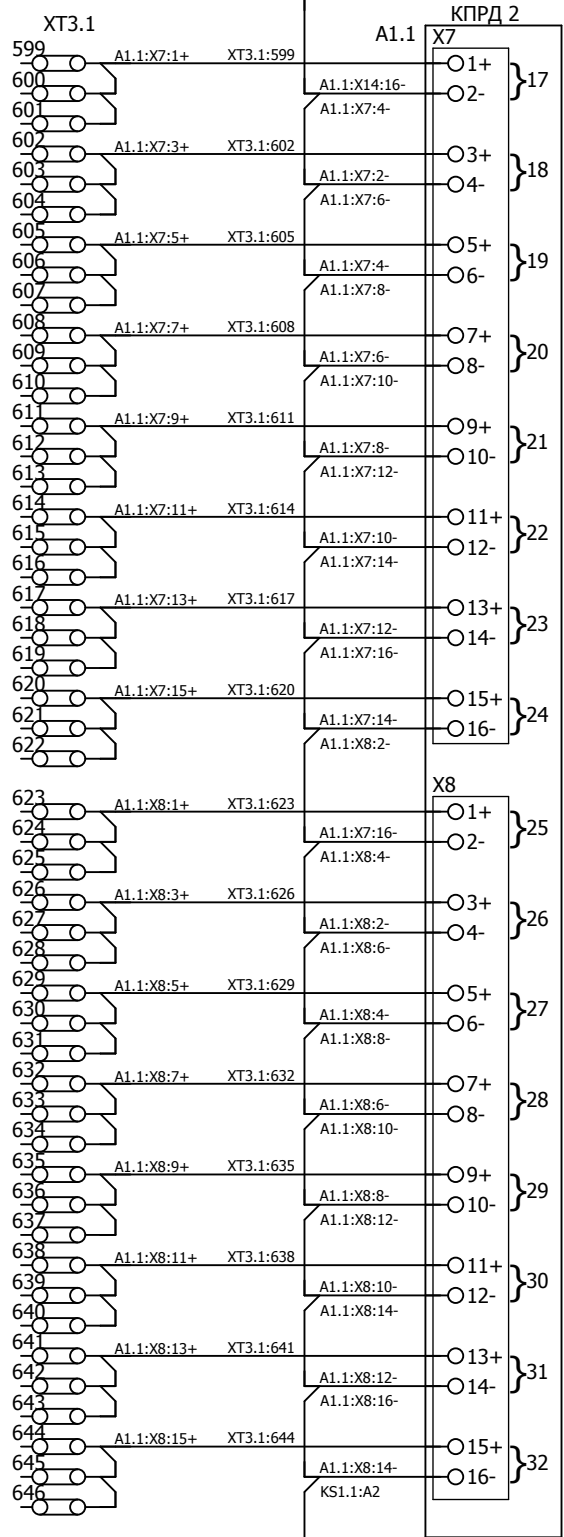 КПРД 2
XT3.1 A1.1 X7
599 A1.1:X7:1+ XT3.1:599 1+
600 A1.1:X14:16- 2- 17
601 A1.1:X7:4-
602 A1.1:X7:3+ XT3.1:602 3+
603 A1.1:X7:2- 4- 18
604 A1.1:X7:6-
605 A1.1:X7:5+ XT3.1:605 5+
606 A1.1:X7:4- 6- 19
607 A1.1:X7:8-
608 A1.1:X7:7+ XT3.1:608 7+
609 A1.1:X7:6- 8- 20
610 A1.1:X7:10-
611 A1.1:X7:9+ XT3.1:611 9+
612 A1.1:X7:8- 10- 21
613 A1.1:X7:12-
614 A1.1:X7:11+ XT3.1:614 11+
615 A1.1:X7:10- 12- 22
616 A1.1:X7:14-
617 A1.1:X7:13+ XT3.1:617 13+
618 A1.1:X7:12- 14- 23
619 A1.1:X7:16-
620 A1.1:X7:15+ XT3.1:620 15+
621 A1.1:X7:14- 16- 24
622 A1.1:X8:2-
X8
623 A1.1:X8:1+ XT3.1:623 1+
624 A1.1:X7:16- 2- 25
625 A1.1:X8:4-
626 A1.1:X8:3+ XT3.1:626 3+
627 A1.1:X8:2- 4- 26
628 A1.1:X8:6-
629 A1.1:X8:5+ XT3.1:629 5+
630 A1.1:X8:4- 6- 27
631 A1.1:X8:8-
632 A1.1:X8:7+ XT3.1:632 7+
633 A1.1:X8:6- 8- 28
634 A1.1:X8:10-
635 A1.1:X8:9+ XT3.1:635 9+
636 A1.1:X8:8- 10- 29
637 A1.1:X8:12-
638 A1.1:X8:11+ XT3.1:638 11+
639 A1.1:X8:10- 12- 30
640 A1.1:X8:14-
641 A1.1:X8:13+ XT3.1:641 13+
642 A1.1:X8:12- 14- 31
643 A1.1:X8:16-
644 A1.1:X8:15+ XT3.1:644 15+
645 A1.1:X8:14- 16- 32
646 KS1.1:A2